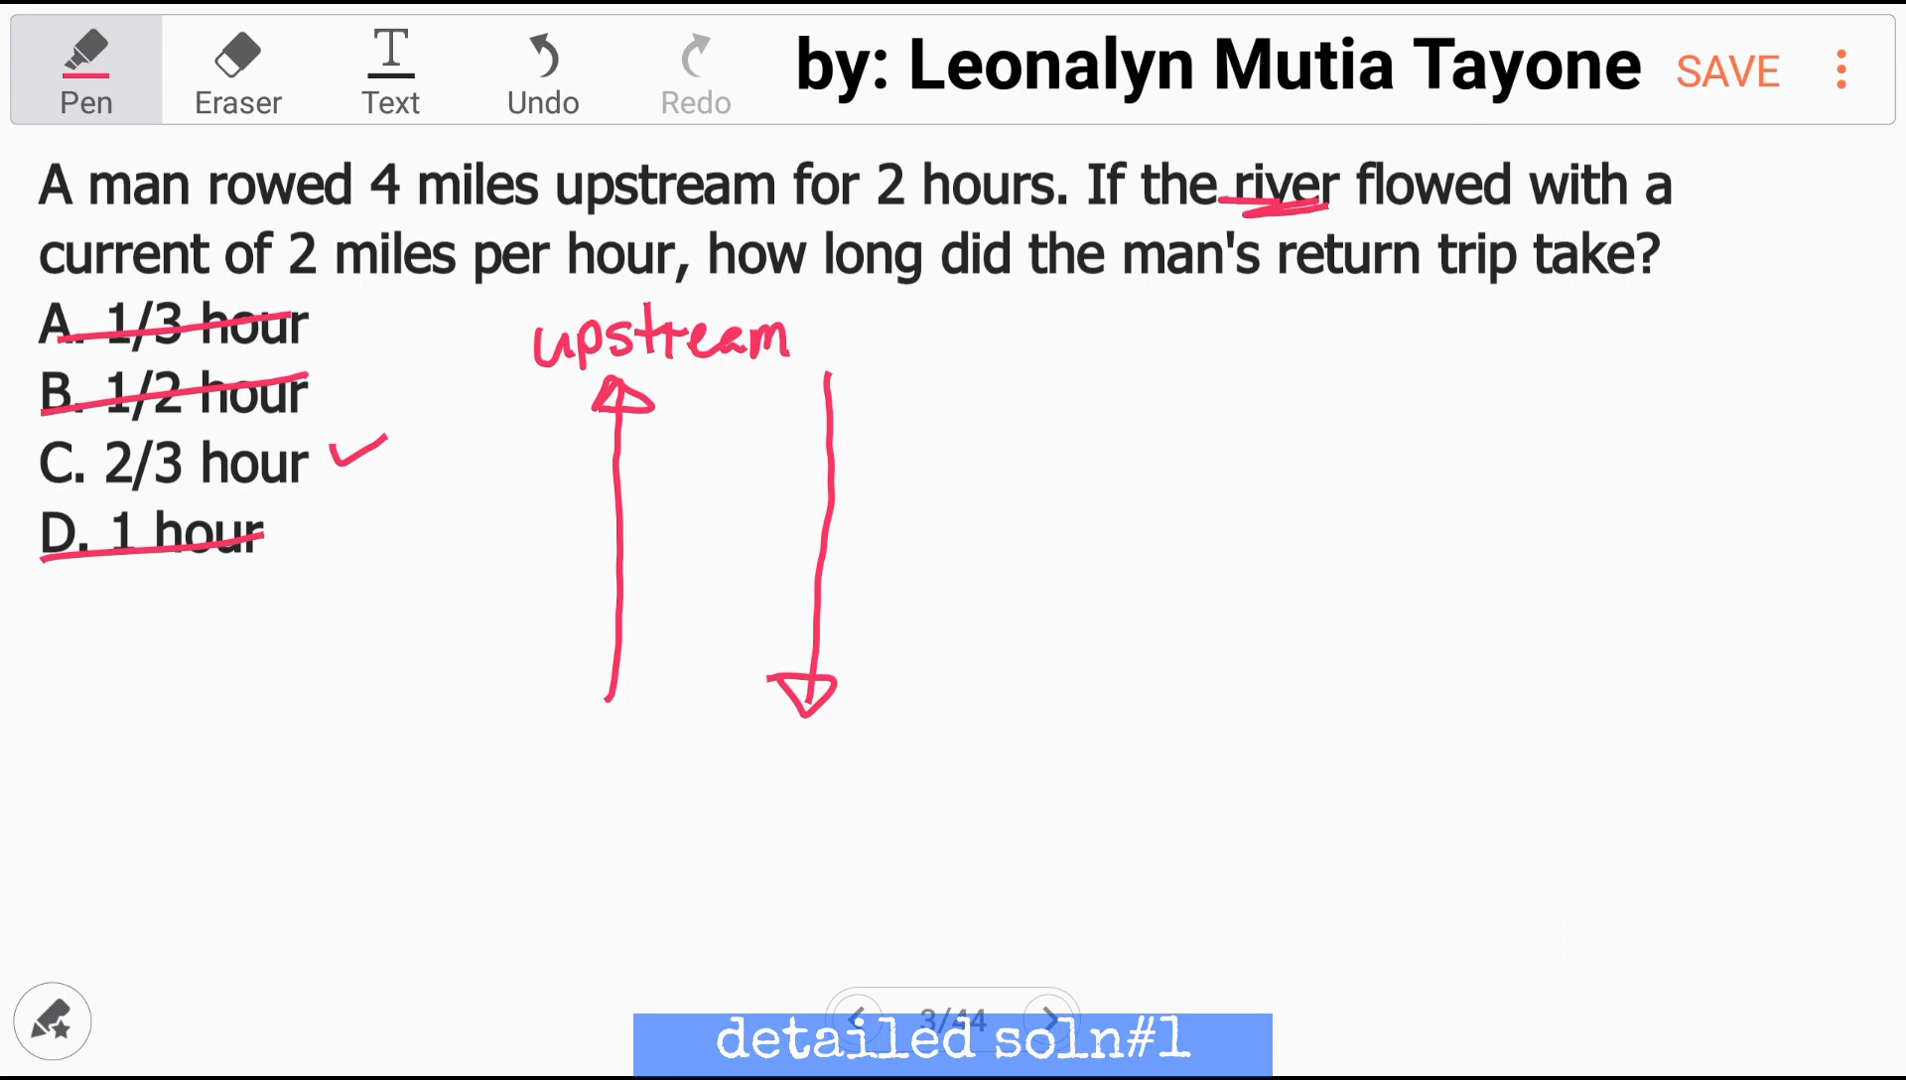 Pen Eraser Text Undo Redo by: Leonalyn Mutia Tayone SAVE
A man rowed 4 miles upstream for 2 hours. If the river flowed with a
current of 2 miles per hour, how long did the man's return trip take?
A. 1/3 hour
B. 1/2 hour
C. 2/3 hour
D. 1 hour
upstream
3/44
detailed soln#1